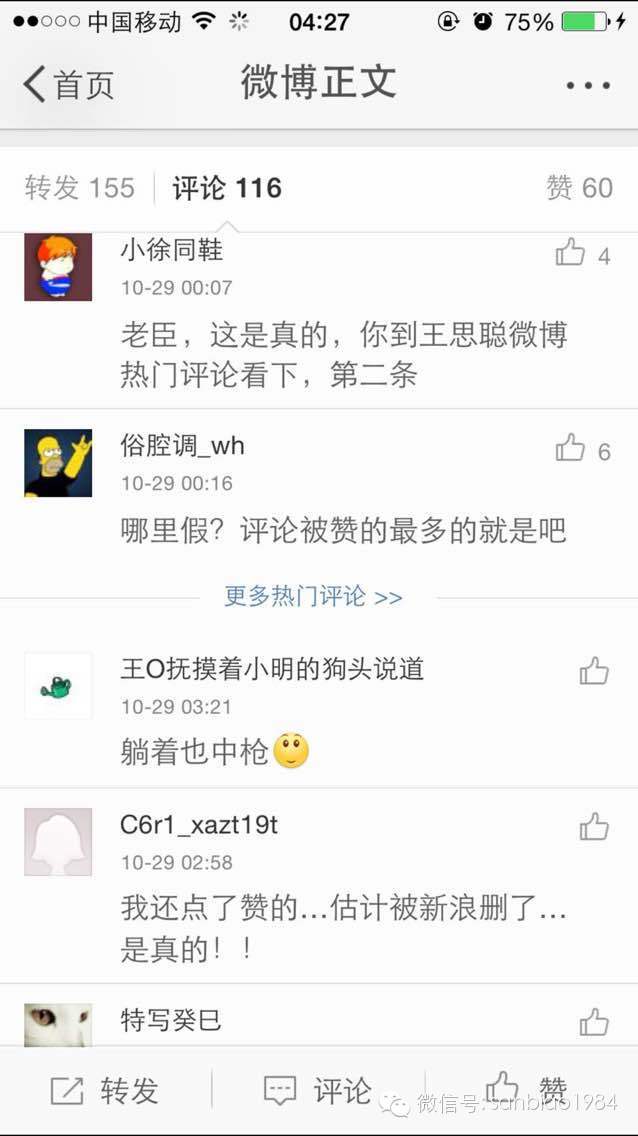 中国移动 04:27 75%
首页 微博正文
转发 155 评论 116 赞 60
小徐同鞋 4
10-29 00:07
老臣，这是真的，你到王思聪微博
热门评论看下，第二条
俗腔调_wh 6
10-29 00:16
哪里假？评论被赞的最多的就是吧
更多热门评论 >>
王O抚摸着小明的狗头说道
10-29 03:21
躺着也中枪
C6r1_xazt19t
10-29 02:58
我还点了赞的...估计被新浪删了...
是真的！！
特写癸巳
转发 评论 赞
微信号: sanbiao1984